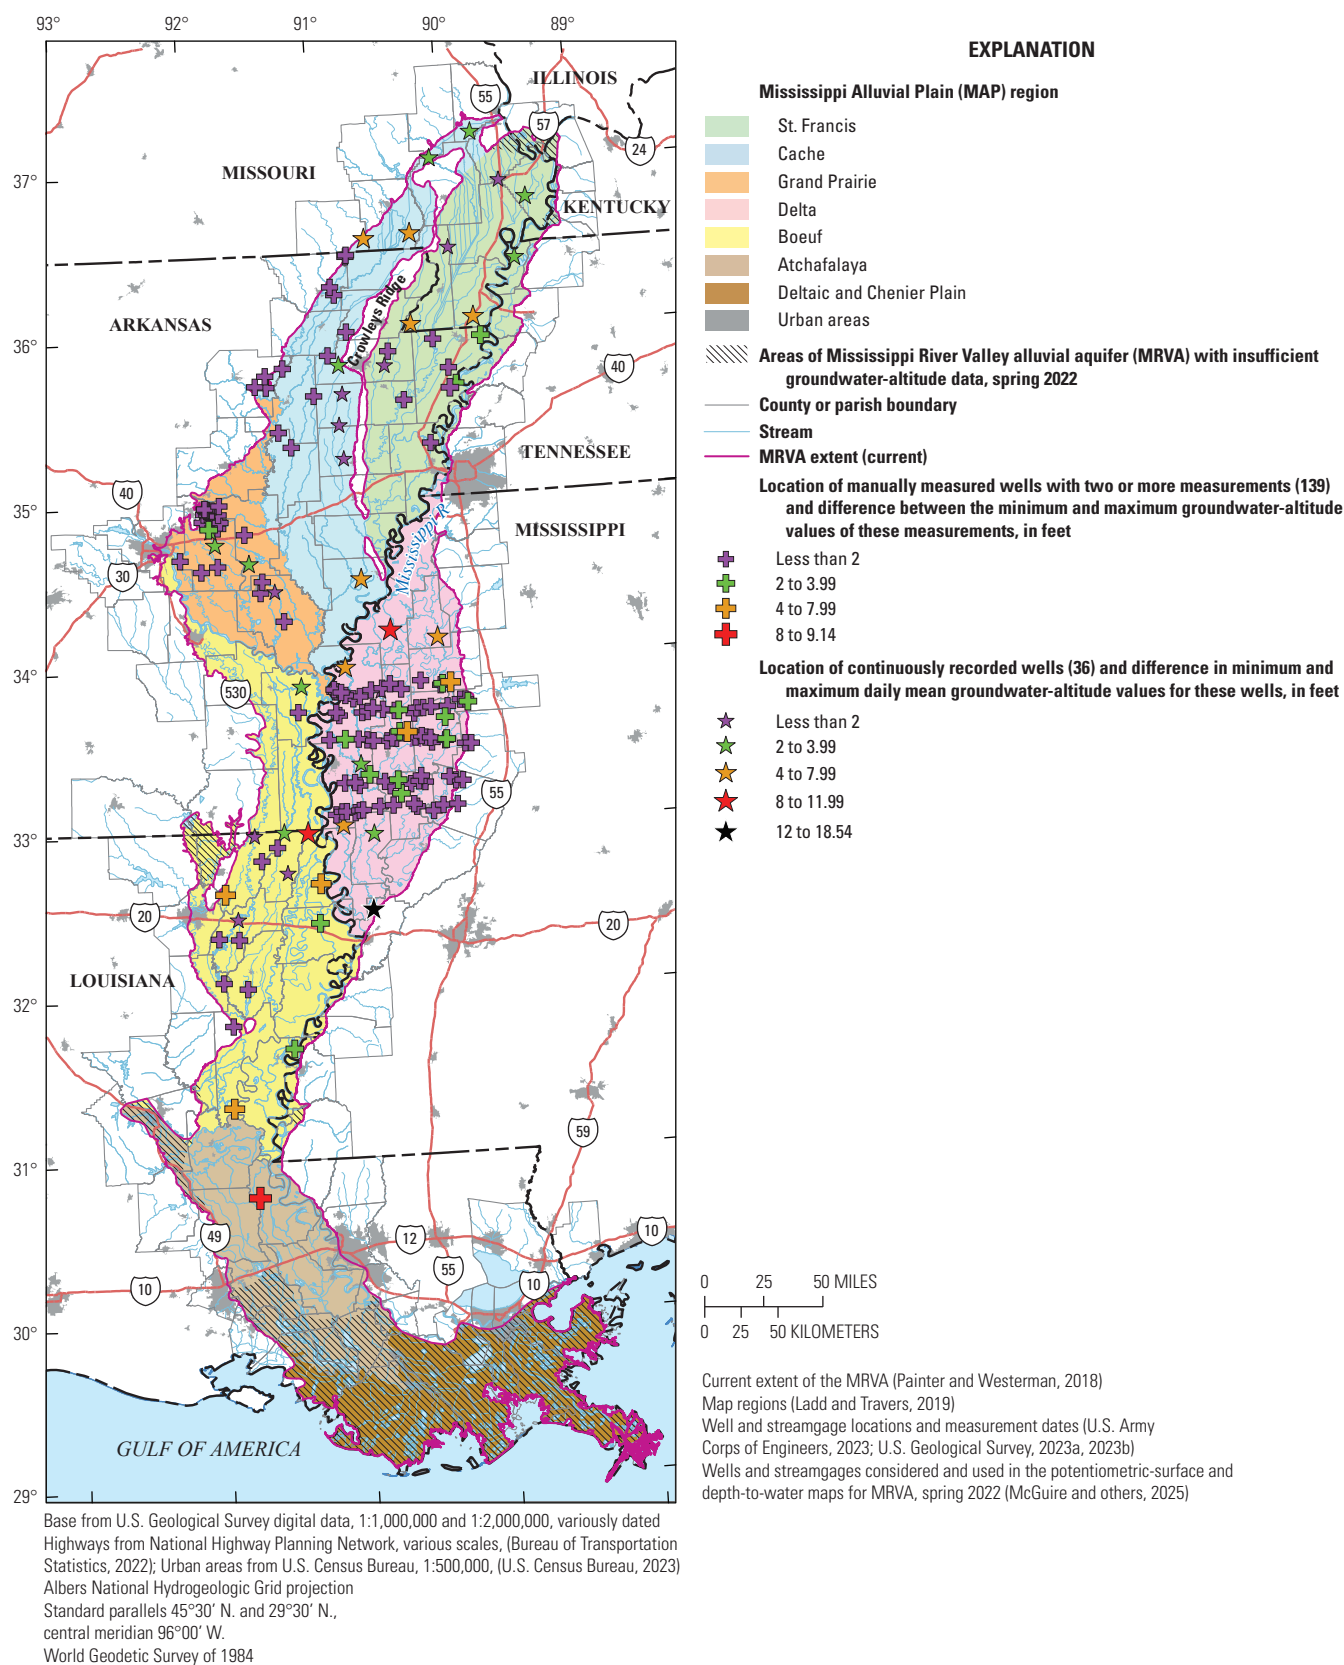 93°
92°
91°
90°
89°
ILLINOIS
55
57
24
MISSOURI
37°
KENTUCKY
Crowleys Ridge
ARKANSAS
36°
40
TENNESSEE
40
35°
MISSISSIPPI
Mississippi R
30
34°
530
55
33°
20
20
LOUISIANA
32°
59
31°
49
12
10
55
10
10
30°
GULF OF AMERICA
29°
EXPLANATION
Mississippi Alluvial Plain (MAP) region
St. Francis
Cache
Grand Prairie
Delta
Boeuf
Atchafalaya
Deltaic and Chenier Plain
Urban areas
Areas of Mississippi River Valley alluvial aquifer (MRVA) with insufficient
groundwater-altitude data, spring 2022
County or parish boundary
Stream
MRVA extent (current)
Location of manually measured wells with two or more measurements (139)
and difference between the minimum and maximum groundwater-altitude
values of these measurements, in feet
Less than 2
2 to 3.99
4 to 7.99
8 to 9.14
Location of continuously recorded wells (36) and difference in minimum and
maximum daily mean groundwater-altitude values for these wells, in feet
Less than 2
2 to 3.99
4 to 7.99
8 to 11.99
12 to 18.54
0 25 50 MILES
0 25 50 KILOMETERS
Current extent of the MRVA (Painter and Westerman, 2018)
Map regions (Ladd and Travers, 2019)
Well and streamgage locations and measurement dates (U.S. Army
Corps of Engineers, 2023; U.S. Geological Survey, 2023a, 2023b)
Wells and streamgages considered and used in the potentiometric-surface and
depth-to-water maps for MRVA, spring 2022 (McGuire and others, 2025)
Base from U.S. Geological Survey digital data, 1:1,000,000 and 1:2,000,000, variously dated
Highways from National Highway Planning Network, various scales, (Bureau of Transportation
Statistics, 2022); Urban areas from U.S. Census Bureau, 1:500,000, (U.S. Census Bureau, 2023)
Albers National Hydrogeologic Grid projection
Standard parallels 45°30′ N. and 29°30′ N.,
central meridian 96°00′ W.
World Geodetic Survey of 1984